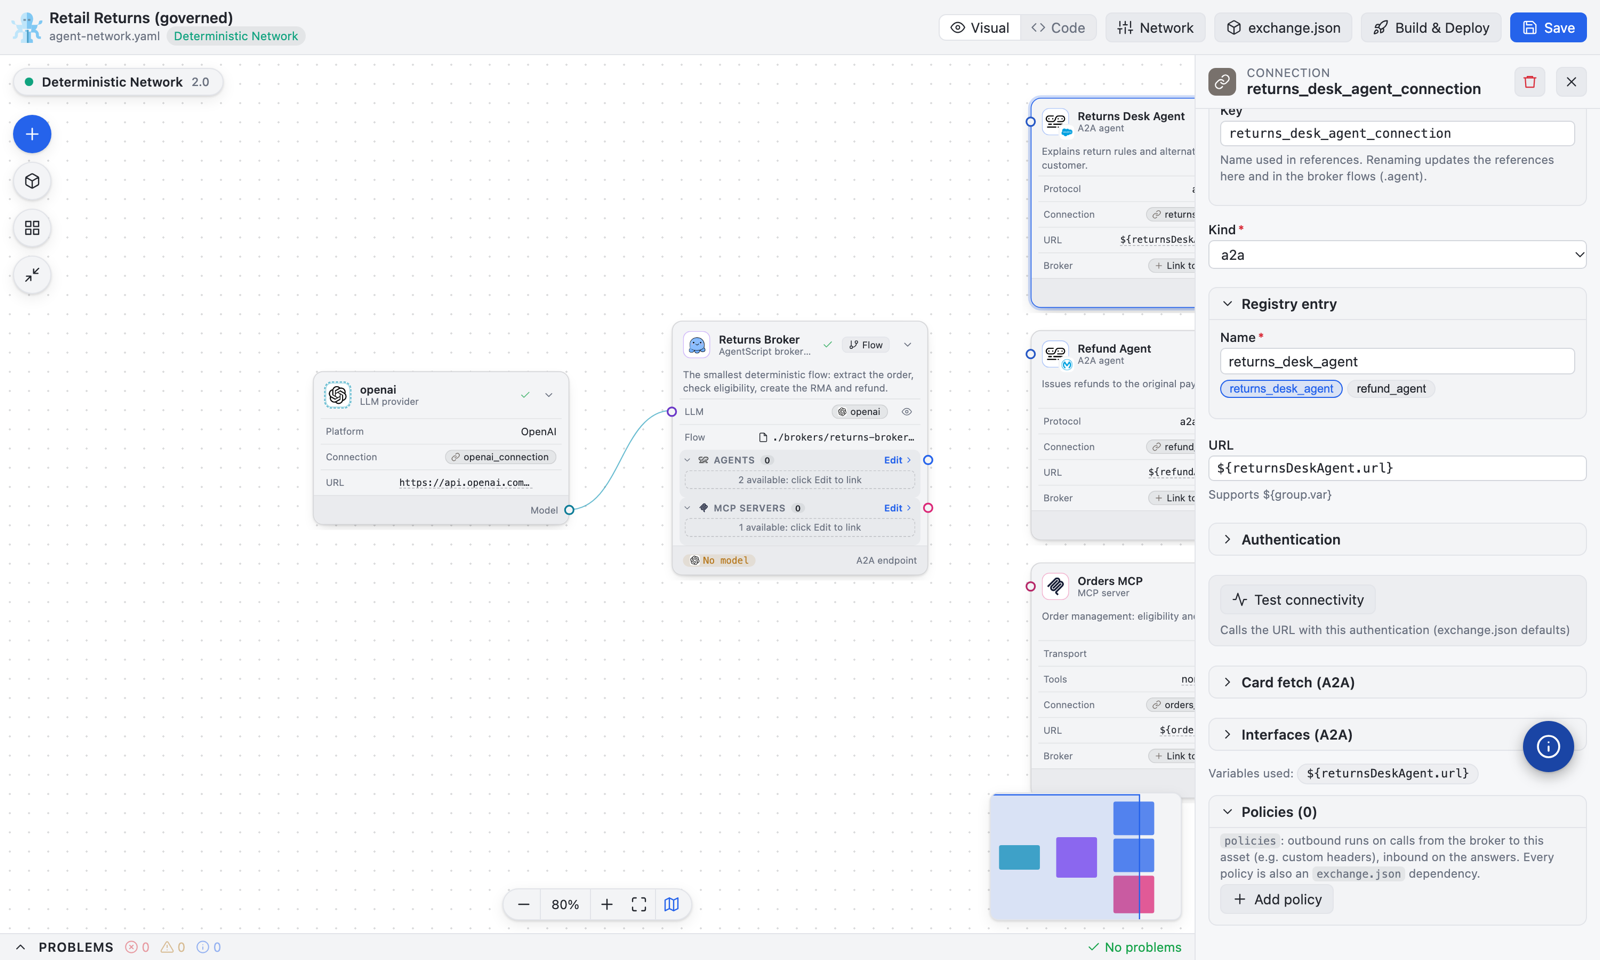 Retail Returns (governed)
agent-network.yaml
Deterministic Network
Visual
Code
Network
exchange.json
Build & Deploy
Save
Deterministic Network 2.0
openai
LLM provider
Platform
OpenAI
Connection
openai_connection
URL
https://api.openai.com…
Model
Returns Broker
AgentScript broker...
Flow
The smallest deterministic flow: extract the order,
check eligibility, create the RMA and refund.
LLM
openai
Flow
./brokers/returns-broker…
AGENTS 0
Edit
2 available: click Edit to link
MCP SERVERS 0
Edit
1 available: click Edit to link
No model
A2A endpoint
Returns Desk Agent
A2A agent
Explains return rules and alternat
customer.
Protocol
Connection
returns
URL
${returnsDesk
Broker
+ Link to
Refund Agent
A2A agent
Issues refunds to the original pay
Protocol
a2a
Connection
refund
URL
${refund
Broker
+ Link to
Orders MCP
MCP server
Order management: eligibility and
Transport
Tools
Connection
orders_
URL
${orde
Broker
+ Link to
CONNECTION
returns_desk_agent_connection
Key
returns_desk_agent_connection
Name used in references. Renaming updates the references
here and in the broker flows (.agent).
Kind *
a2a
Registry entry
Name *
returns_desk_agent
returns_desk_agent
refund_agent
URL
${returnsDeskAgent.url}
Supports ${group.var}
Authentication
Test connectivity
Calls the URL with this authentication (exchange.json defaults)
Card fetch (A2A)
Interfaces (A2A)
Variables used: ${returnsDeskAgent.url}
Policies (0)
policies: outbound runs on calls from the broker to this
asset (e.g. custom headers), inbound on the answers. Every
policy is also an exchange.json dependency.
+ Add policy
80%
PROBLEMS 0 0 0
No problems